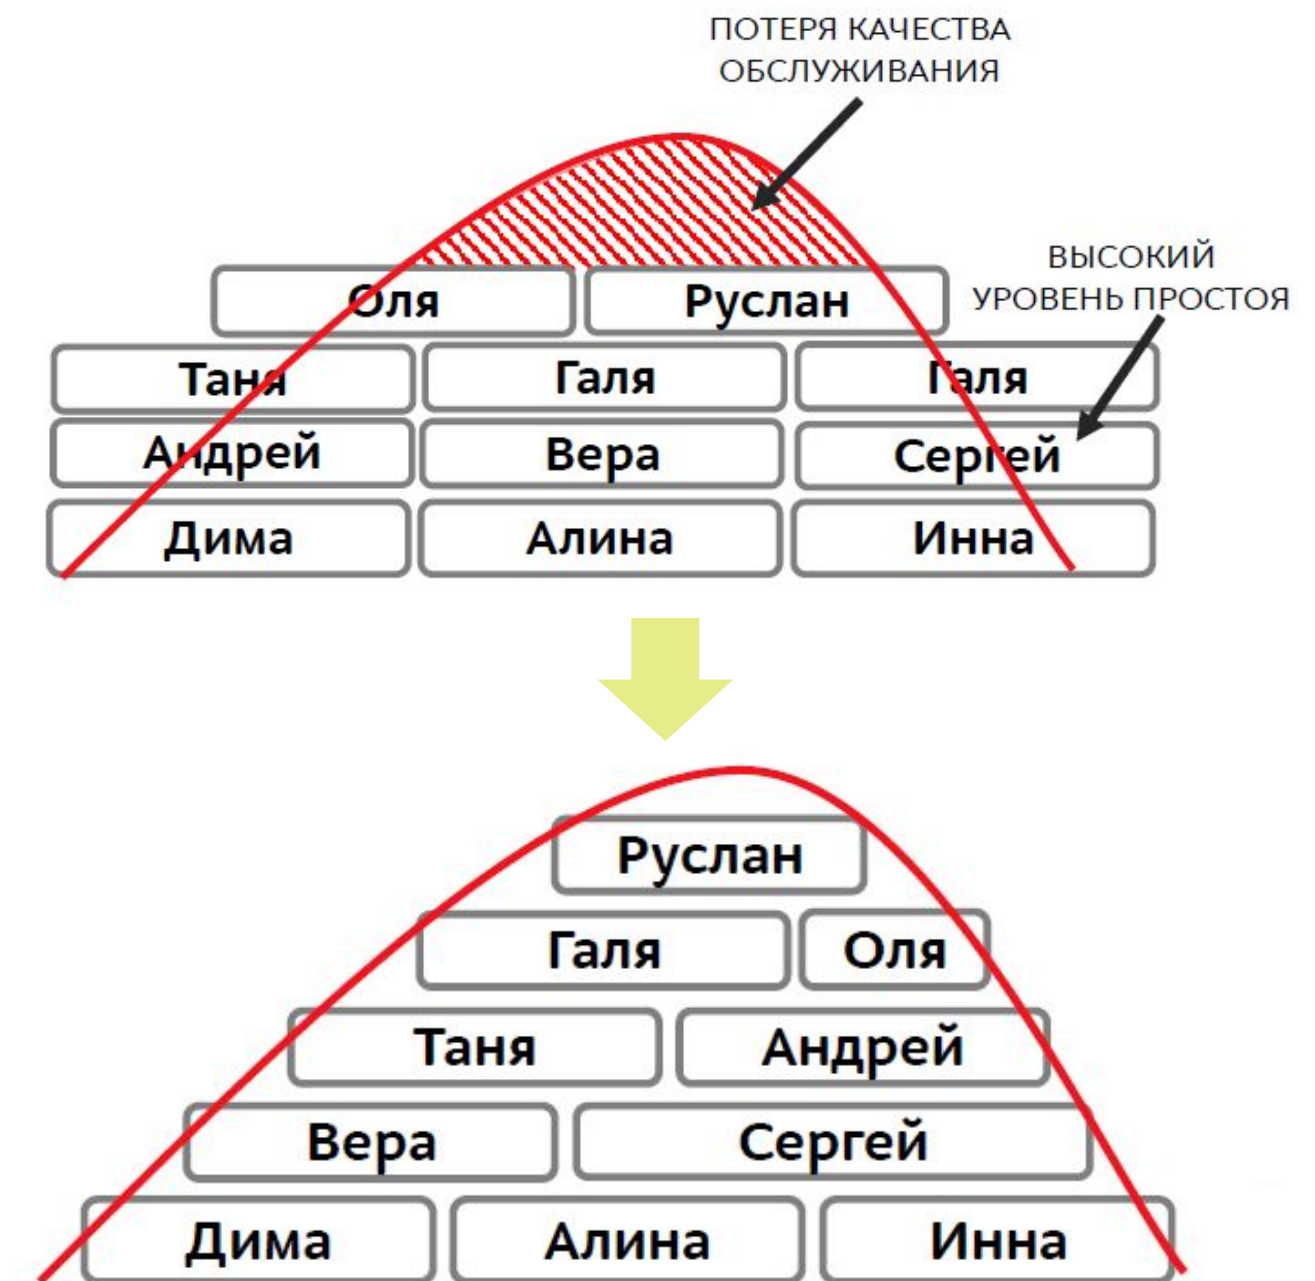 ПОТЕРЯ КАЧЕСТВА
ОБСЛУЖИВАНИЯ
ВЫСОКИЙ
УРОВЕНЬ ПРОСТОЯ
Оля Руслан
Таня Галя Галя
Андрей Вера Сергей
Дима Алина Инна
Руслан
Галя Оля
Таня Андрей
Вера Сергей
Дима Алина Инна